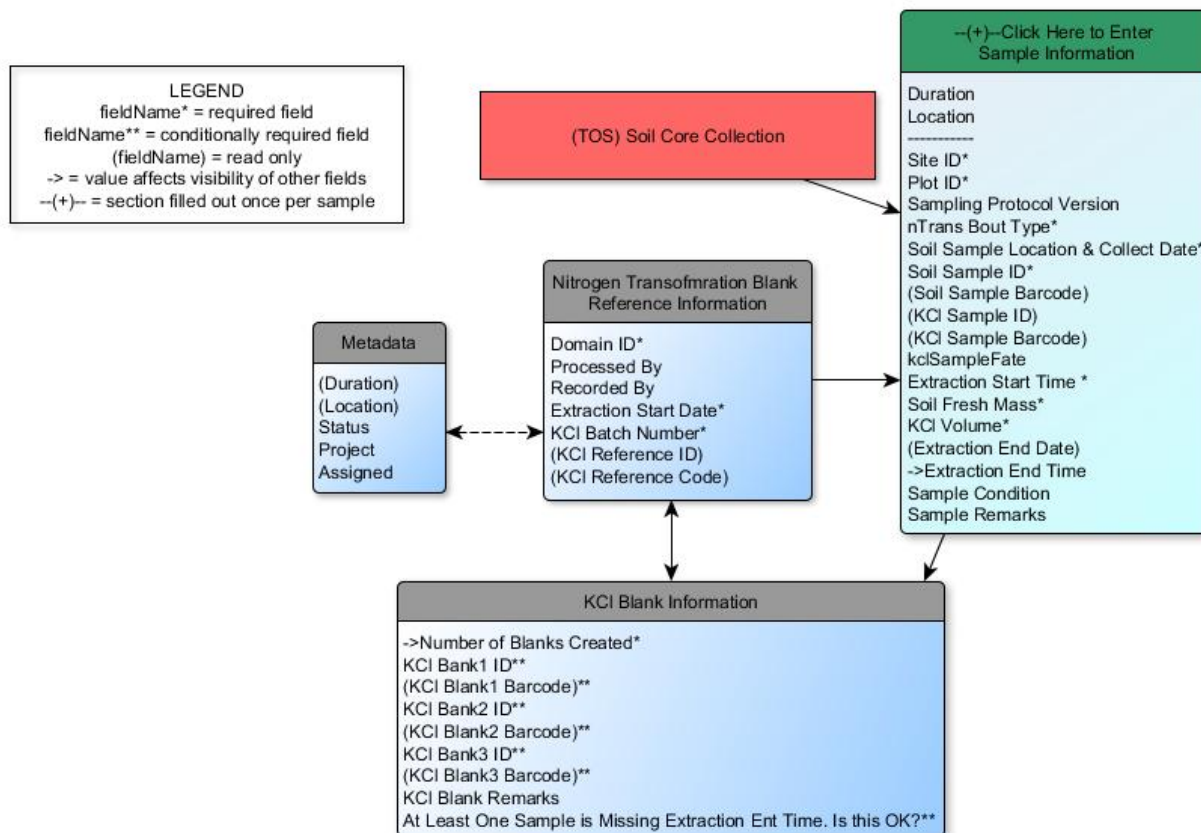 LEGEND
fieldName* = required field
fieldName** = conditionally required field
(fieldName) = read only
-> = value affects visibility of other fields
--(+)-- = section filled out once per sample
(TOS) Soil Core Collection
--(+)--Click Here to Enter
Sample Information
Duration
Location
-----------
Site ID*
Plot ID*
Sampling Protocol Version
nTrans Bout Type*
Soil Sample Location & Collect Date*
Soil Sample ID*
(Soil Sample Barcode)
(KCl Sample ID)
(KCl Sample Barcode)
kclSampleFate
Extraction Start Time *
Soil Fresh Mass*
KCl Volume*
(Extraction End Date)
->Extraction End Time
Sample Condition
Sample Remarks
Nitrogen Transofmration Blank
Reference Information
Domain ID*
Processed By
Recorded By
Extraction Start Date*
KCl Batch Number*
(KCl Reference ID)
(KCl Reference Code)
Metadata
(Duration)
(Location)
Status
Project
Assigned
KCl Blank Information
->Number of Blanks Created*
KCl Bank1 ID**
(KCl Blank1 Barcode)**
KCl Bank2 ID**
(KCl Blank2 Barcode)**
KCl Bank3 ID**
(KCl Blank3 Barcode)**
KCl Blank Remarks
At Least One Sample is Missing Extraction Ent Time. Is this OK?**